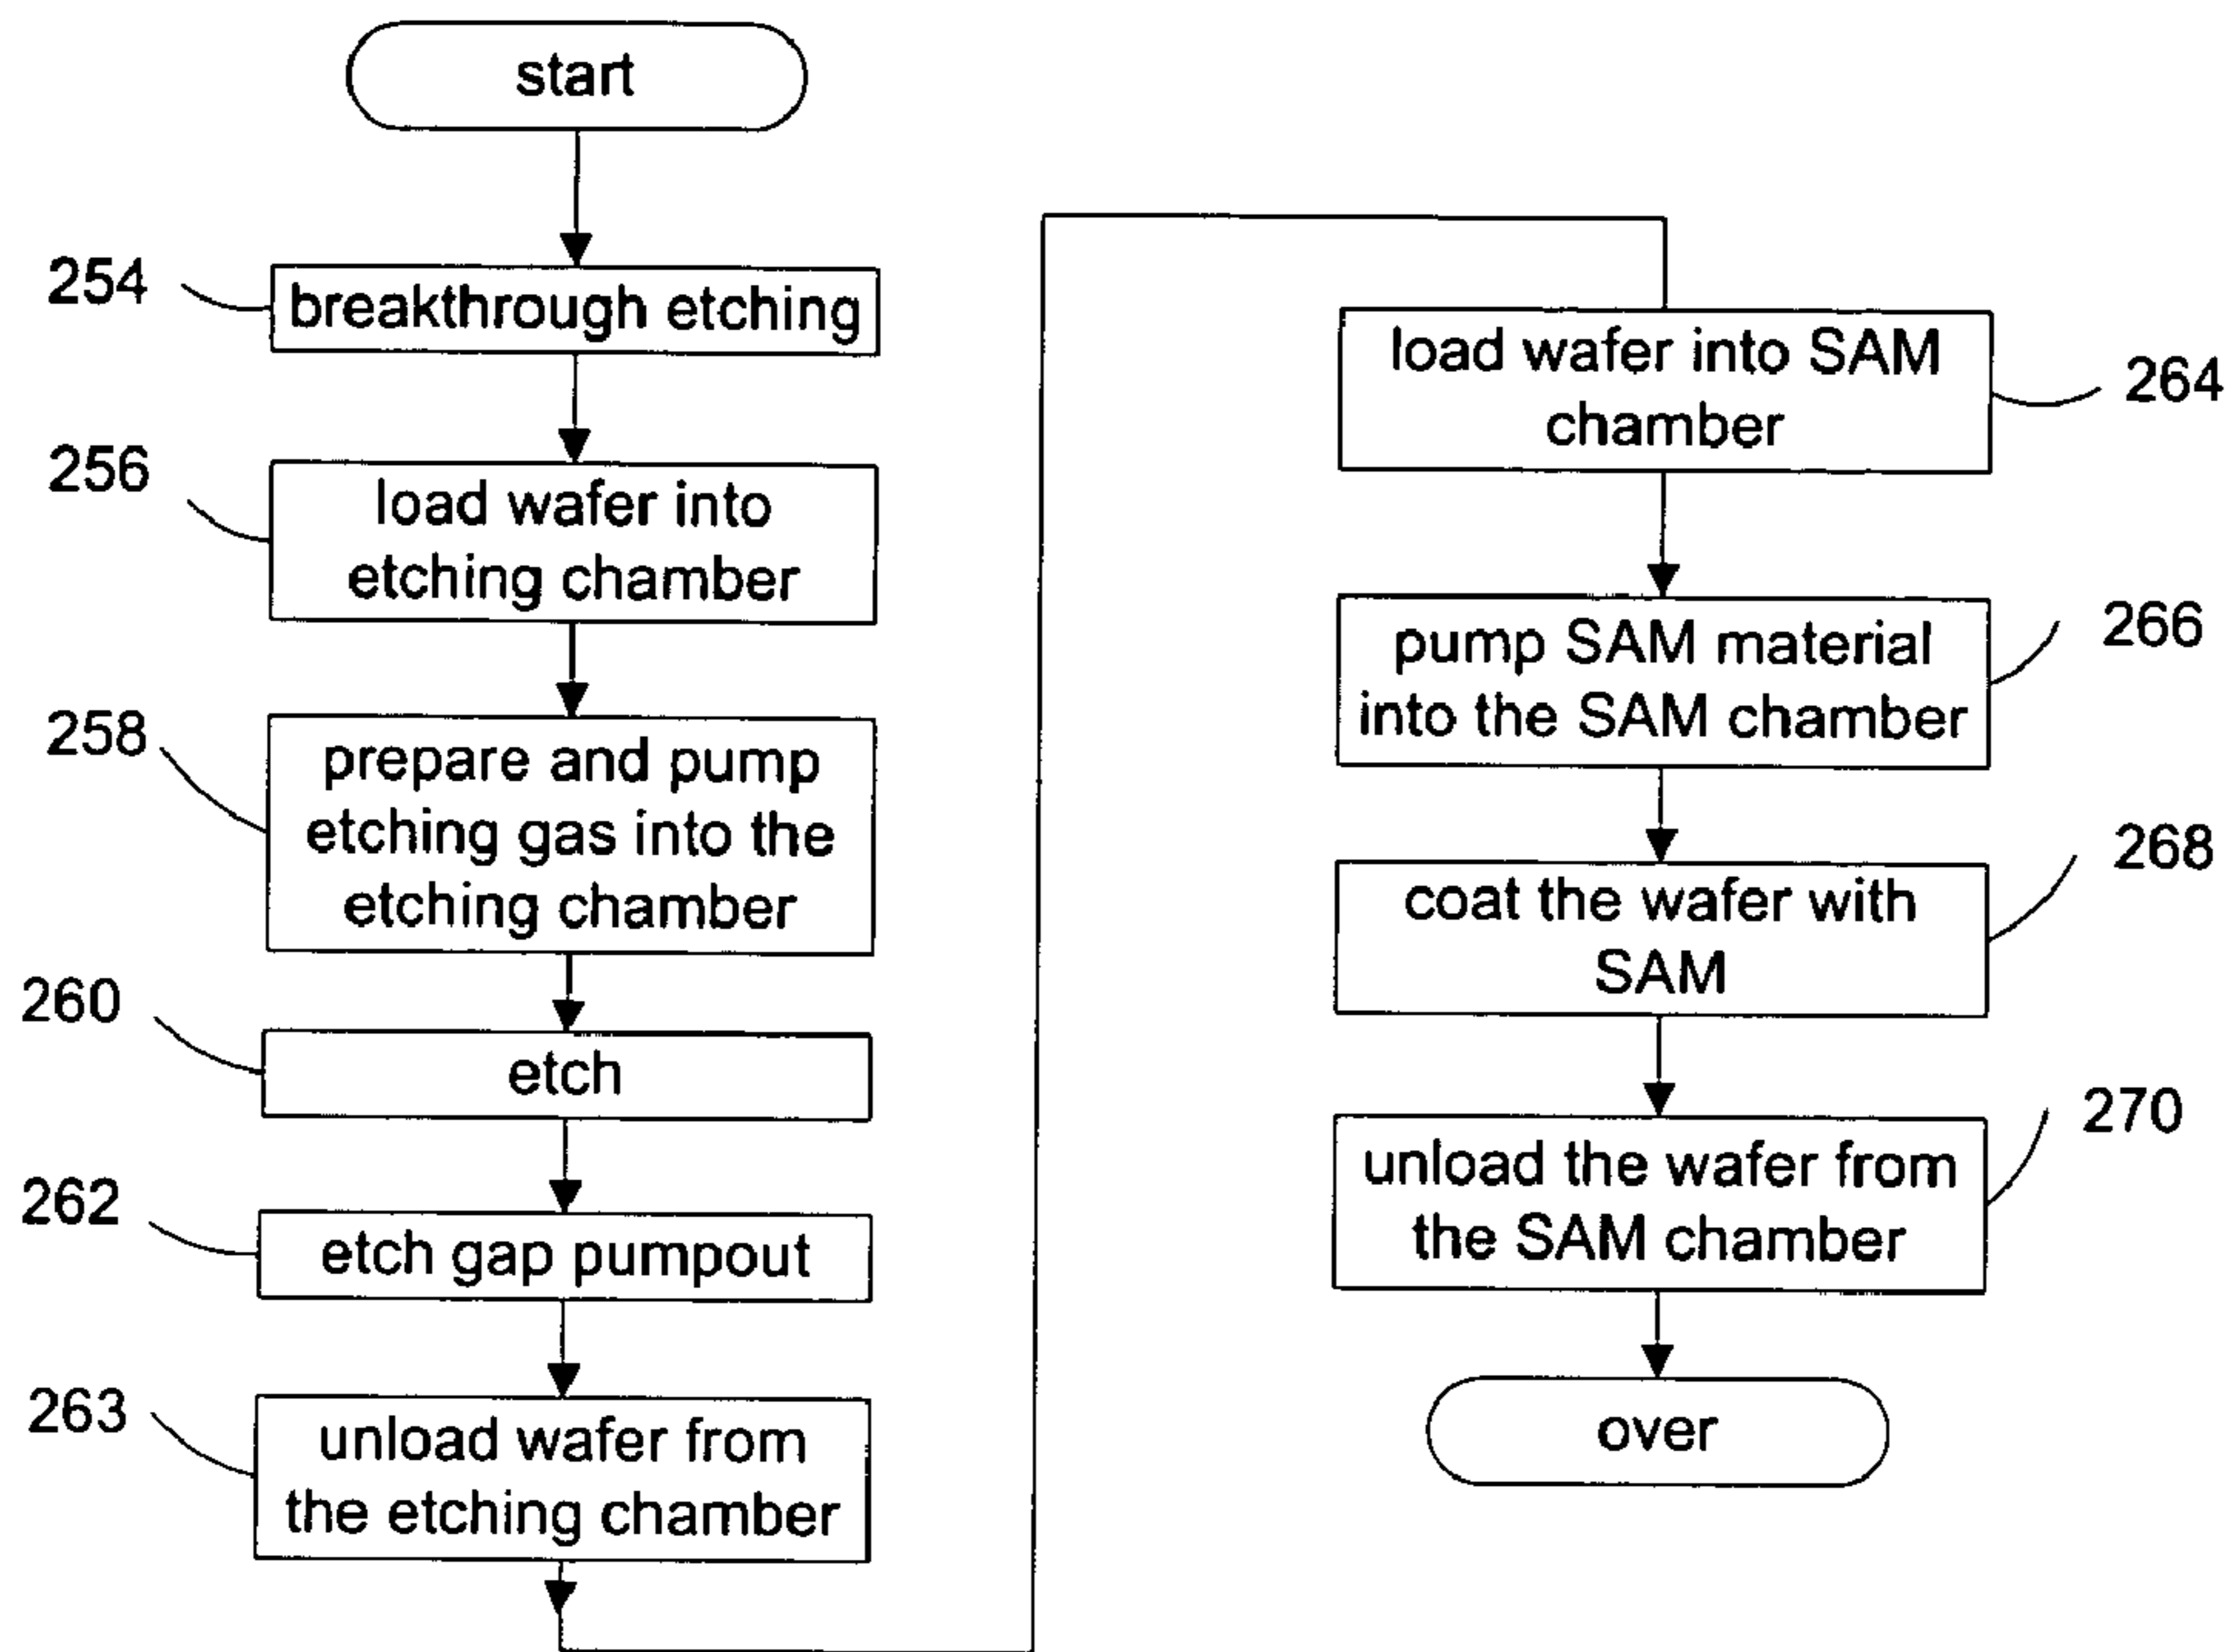 start
254
breakthrough etching
256
load wafer into
etching chamber
258
prepare and pump
etching gas into the
etching chamber
260
etch
262
etch gap pumpout
263
unload wafer from
the etching chamber
load wafer into SAM
chamber
264
pump SAM material
into the SAM chamber
266
coat the wafer with
SAM
268
unload the wafer from
the SAM chamber
270
over